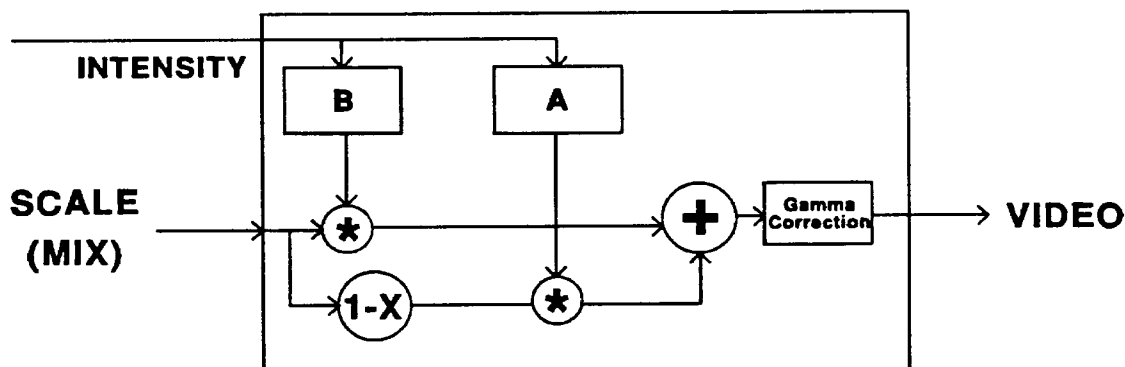 INTENSITY
B
A
SCALE
(MIX)
*
+
Gamma
Correction
VIDEO
1-X
*